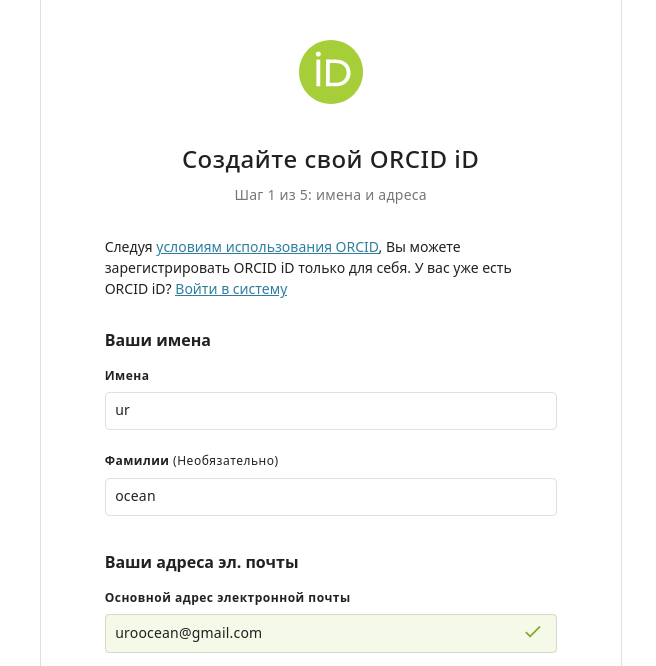 iD
Создайте свой ORCID iD
Шаг 1 из 5: имена и адреса
Следуя условиям использования ORCID, Вы можете
зарегистрировать ORCID iD только для себя. У вас уже есть
ORCID iD? Войти в систему
Ваши имена
Имена
ur
Фамилии (Необязательно)
ocean
Ваши адреса эл. почты
Основной адрес электронной почты
uroocean@gmail.com